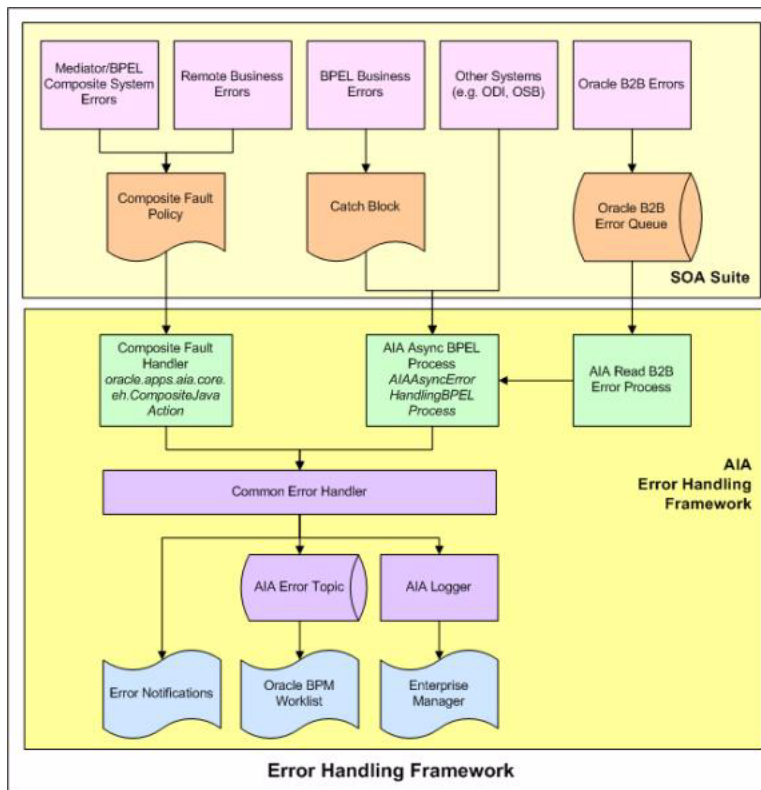 Mediator/BPEL
Composite System
Errors
Remote Business
Errors
BPEL Business
Errors
Other Systems
(e.g. ODI, OSB)
Oracle B2B Errors
Composite Fault
Policy
Catch Block
Oracle B2B
Error Queue
SOA Suite
Composite Fault
Handler
oracle.apps.aia.core.
eh.CompositeJava
Action
AIA Async BPEL
Process
AIAAsyncError
HandlingBPEL
Process
AIA Read B2B
Error Process
AIA
Error Handling
Framework
Common Error Handler
AIA Error Topic
AIA Logger
Error Notifications
Oracle BPM
Worklist
Enterprise
Manager
Error Handling Framework